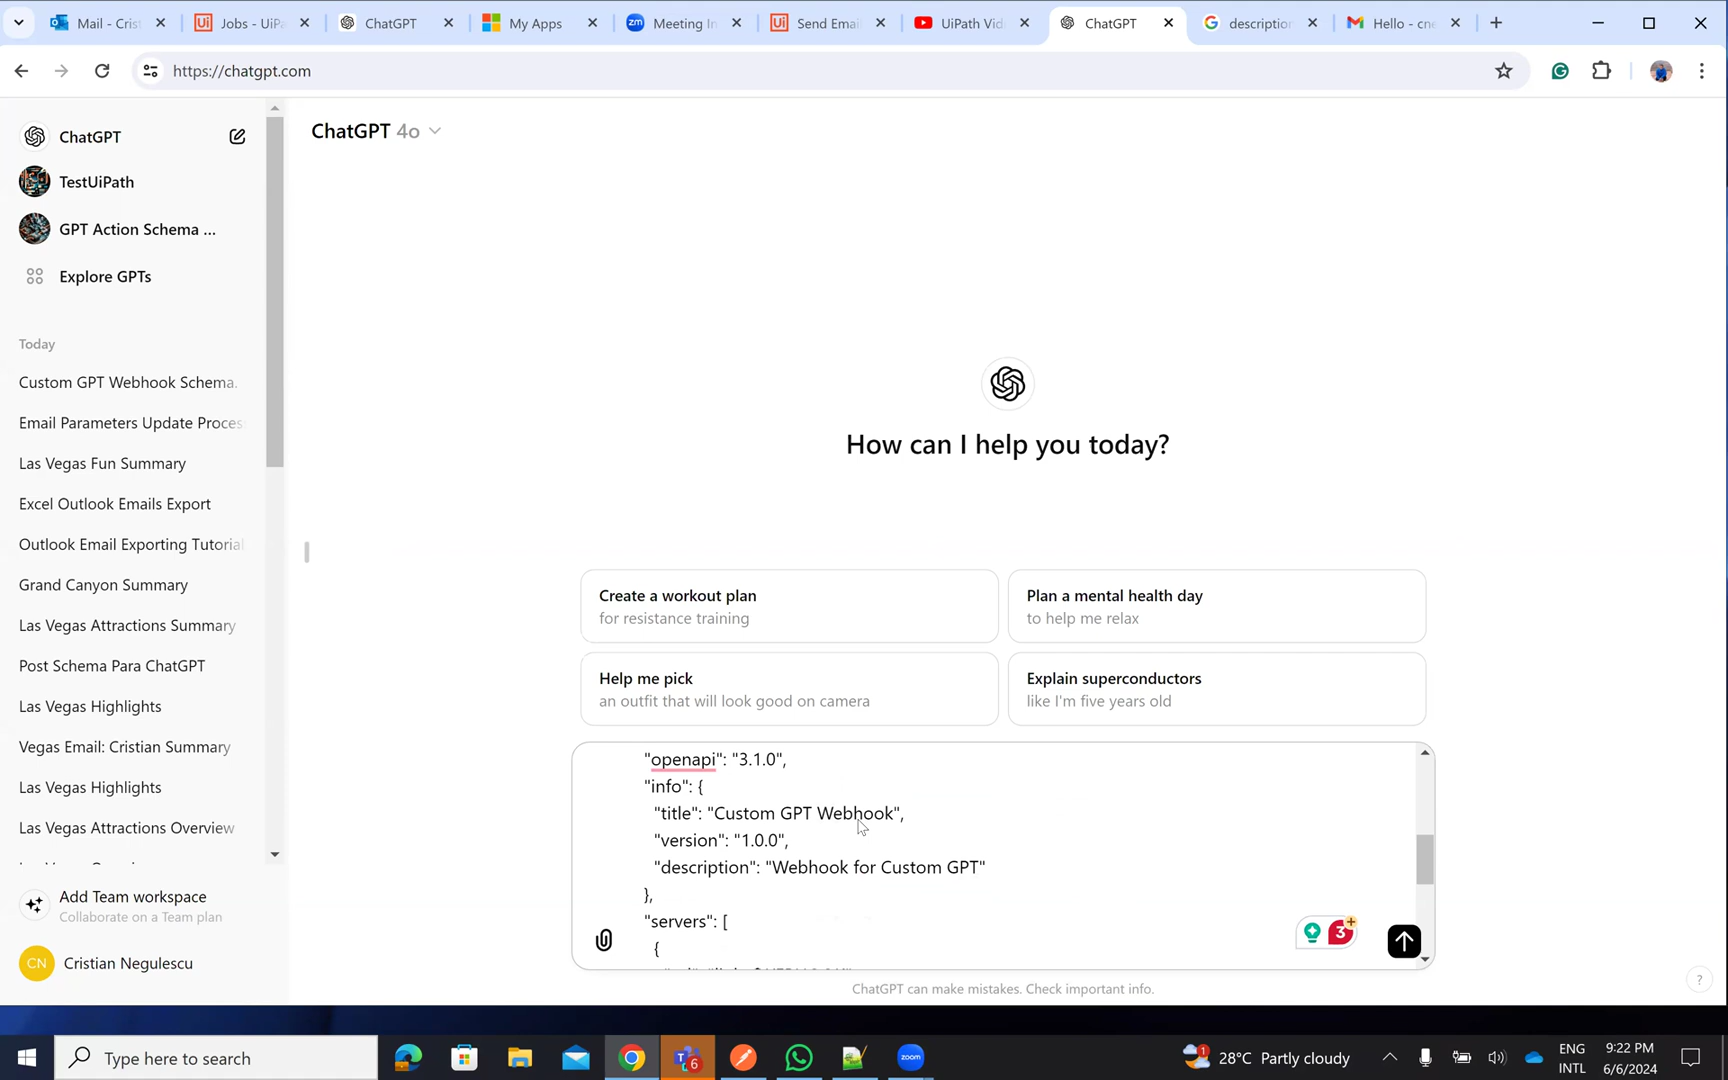 Mail - Crist
Jobs - UiPa
ChatGPT
My Apps
Meeting In
Send Email
UiPath Vid
ChatGPT
description
Hello - cne
https://chatgpt.com
ChatGPT
TestUiPath
GPT Action Schema ...
Explore GPTs
Today
Custom GPT Webhook Schema.
Email Parameters Update Proces
Las Vegas Fun Summary
Excel Outlook Emails Export
Outlook Email Exporting Tutorial
Grand Canyon Summary
Las Vegas Attractions Summary
Post Schema Para ChatGPT
Las Vegas Highlights
Vegas Email: Cristian Summary
Las Vegas Highlights
Las Vegas Attractions Overview
Add Team workspace
Collaborate on a Team plan
CN
Cristian Negulescu
ChatGPT 4o
How can I help you today?
Create a workout plan
for resistance training
Plan a mental health day
to help me relax
Help me pick
an outfit that will look good on camera
Explain superconductors
like I'm five years old
"openapi": "3.1.0",
"info": {
"title": "Custom GPT Webhook",
"version": "1.0.0",
"description": "Webhook for Custom GPT"
},
"servers": [
{
3
ChatGPT can make mistakes. Check important info.
?
Type here to search
6
zoom
1
28°C Partly cloudy
ENG
INTL
9:22 PM
6/6/2024